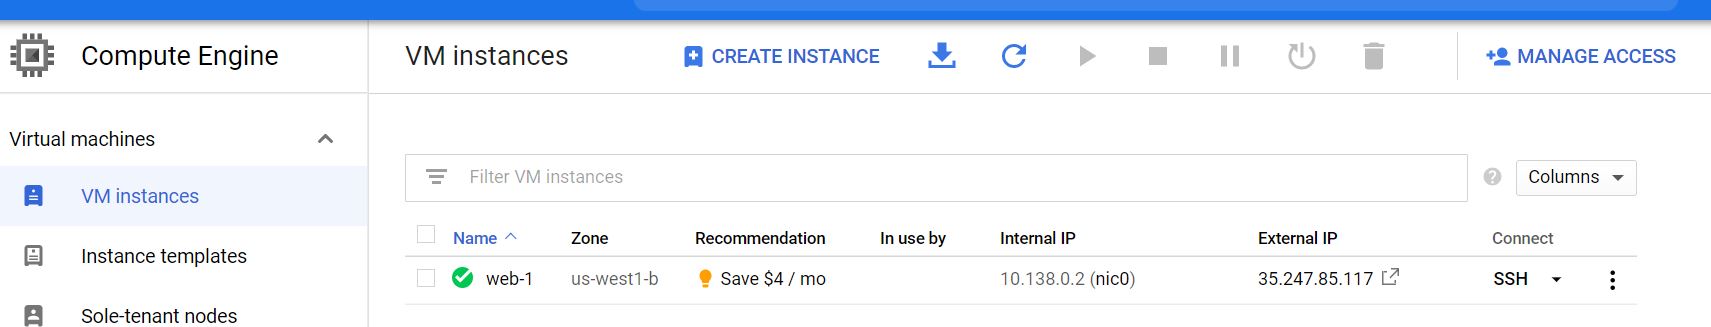 Compute Engine
VM instances
CREATE INSTANCE
MANAGE ACCESS
Virtual machines
VM instances
Instance templates
Sole-tenant nodes
Filter VM instances
Columns
Name Zone Recommendation In use by Internal IP External IP Connect
web-1 us-west1-b Save $4 / mo 10.138.0.2 (nic0) 35.247.85.117 SSH